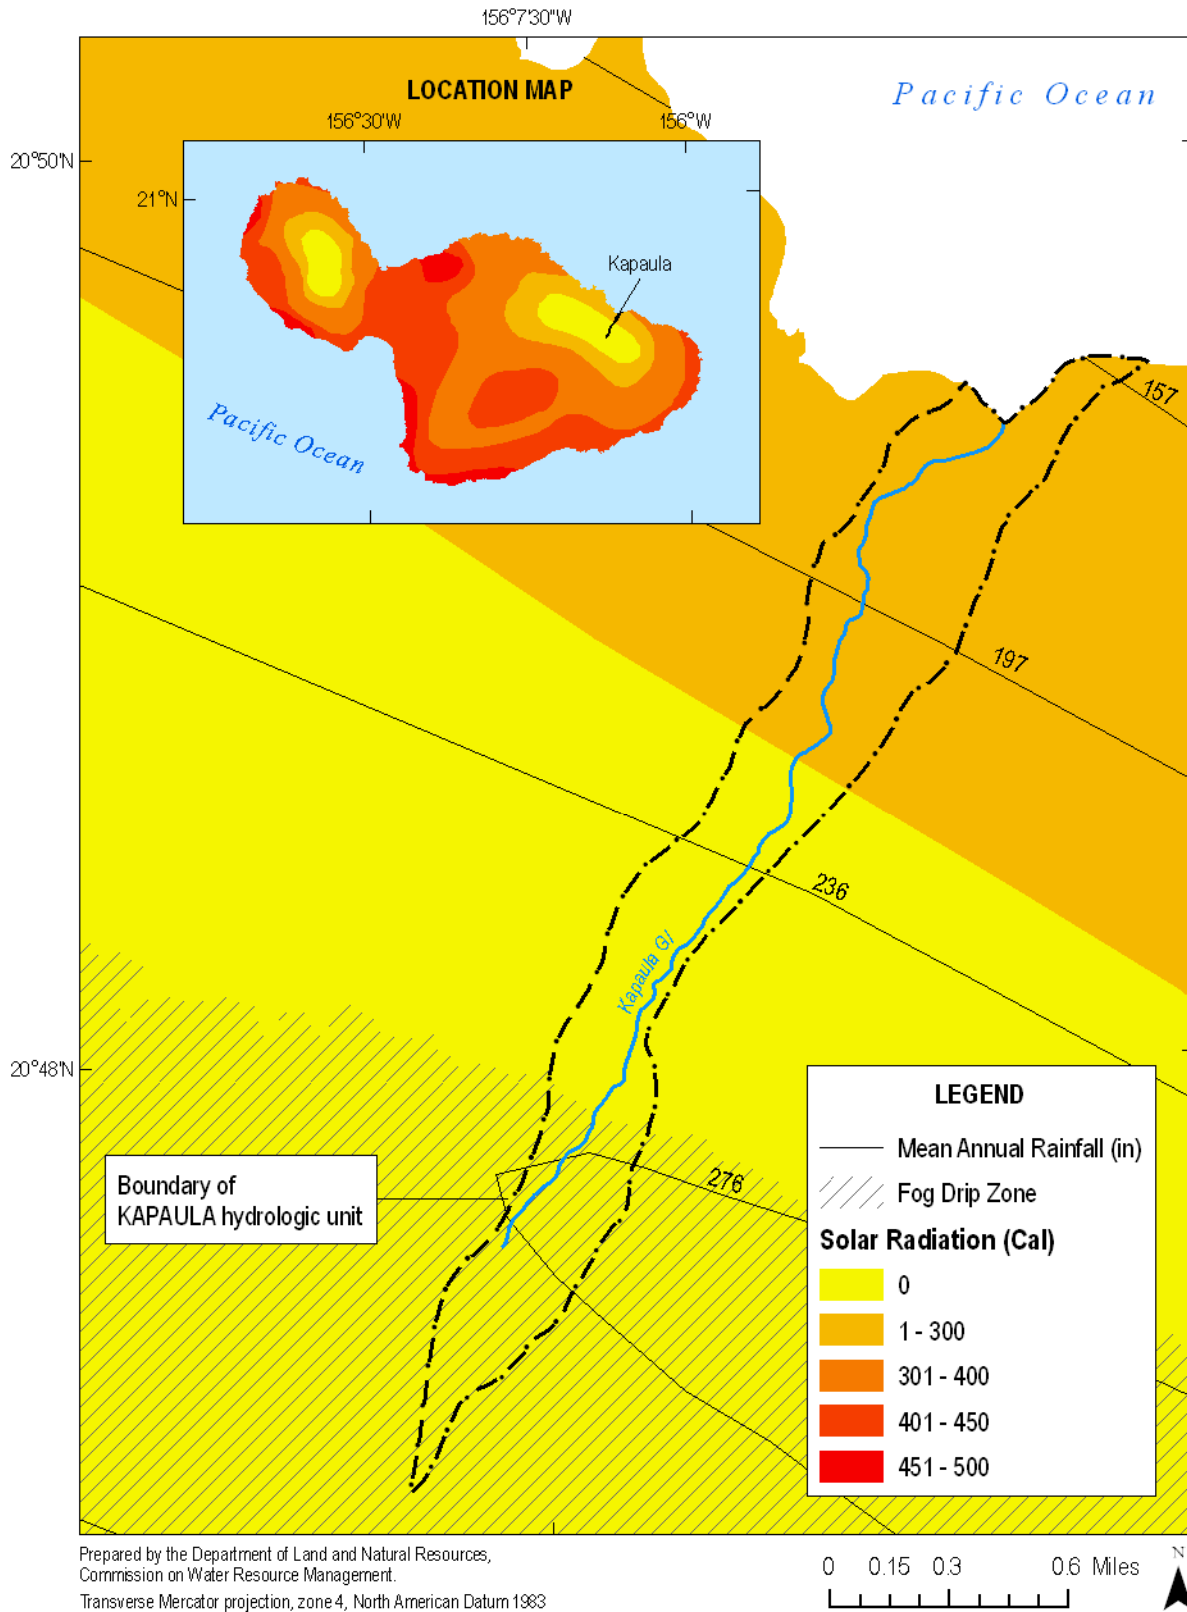 156°7'30"W
LOCATION MAP
Pacific Ocean
156°30'W
156°W
20°50'N
21°N
Kapaula
Pacific Ocean
157
197
236
Kapaula Gl
20°48'N
276
Boundary of
KAPAULA hydrologic unit
LEGEND
Mean Annual Rainfall (in)
Fog Drip Zone
Solar Radiation (Cal)
0
1 - 300
301 - 400
401 - 450
451 - 500
Prepared by the Department of Land and Natural Resources,
Commission on Water Resource Management.
Transverse Mercator projection, zone 4, North American Datum 1983
0 0.15 0.3 0.6 Miles
N